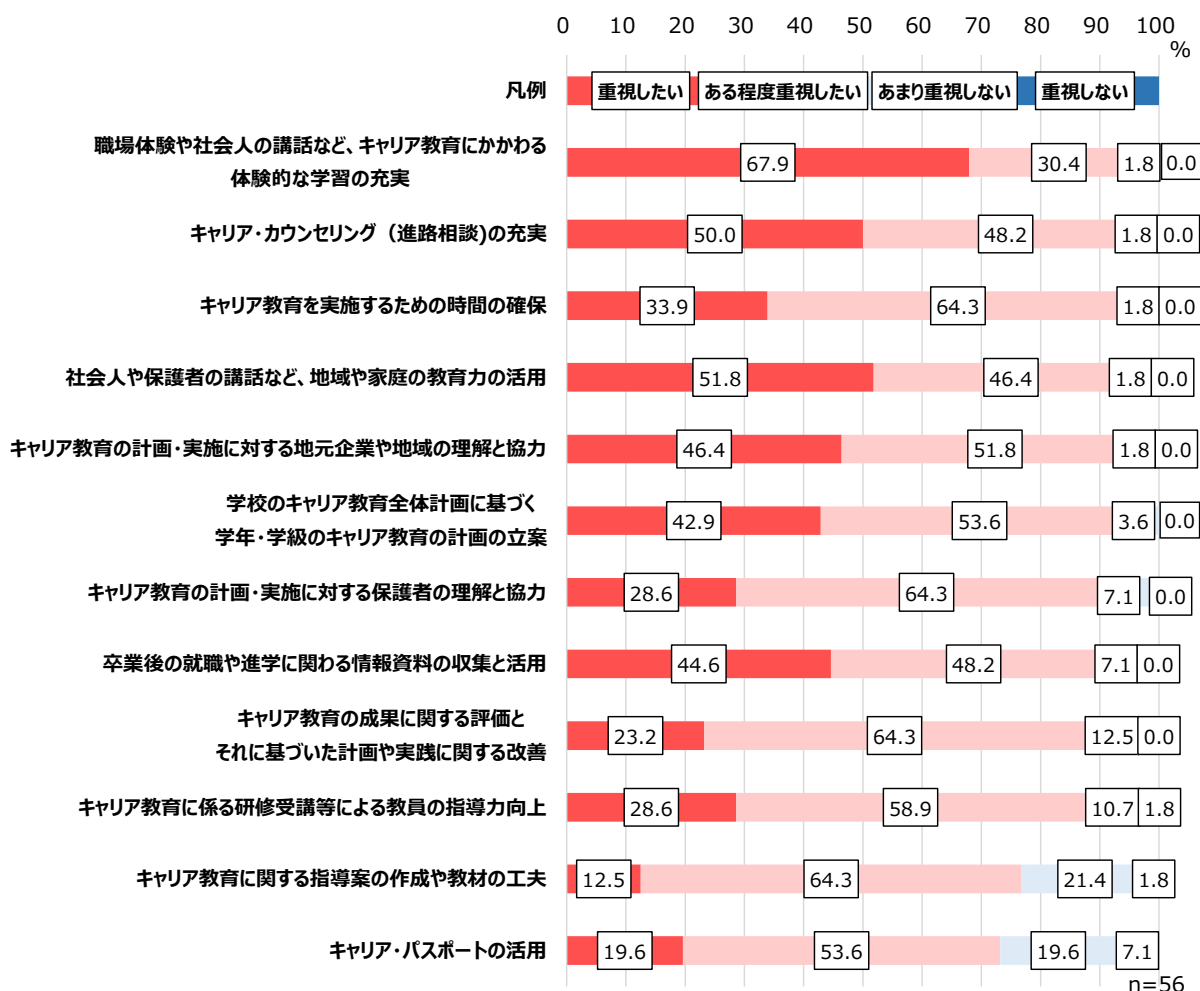 0 10 20 30 40 50 60 70 80 90 100
%
凡例 重視したい ある程度重視したい あまり重視しない 重視しない
職場体験や社会人の講話など、キャリア教育にかかわる
体験的な学習の充実
67.9 30.4 1.8 0.0
キャリア・カウンセリング（進路相談)の充実 50.0 48.2 1.8 0.0
キャリア教育を実施するための時間の確保 33.9 64.3 1.8 0.0
社会人や保護者の講話など、地域や家庭の教育力の活用 51.8 46.4 1.8 0.0
キャリア教育の計画・実施に対する地元企業や地域の理解と協力 46.4 51.8 1.8 0.0
学校のキャリア教育全体計画に基づく
学年・学級のキャリア教育の計画の立案
42.9 53.6 3.6 0.0
キャリア教育の計画・実施に対する保護者の理解と協力 28.6 64.3 7.1 0.0
卒業後の就職や進学に関わる情報資料の収集と活用 44.6 48.2 7.1 0.0
キャリア教育の成果に関する評価と
それに基づいた計画や実践に関する改善
23.2 64.3 12.5 0.0
キャリア教育に係る研修受講等による教員の指導力向上 28.6 58.9 10.7 1.8
キャリア教育に関する指導案の作成や教材の工夫 12.5 64.3 21.4 1.8
キャリア・パスポートの活用 19.6 53.6 19.6 7.1
n=56